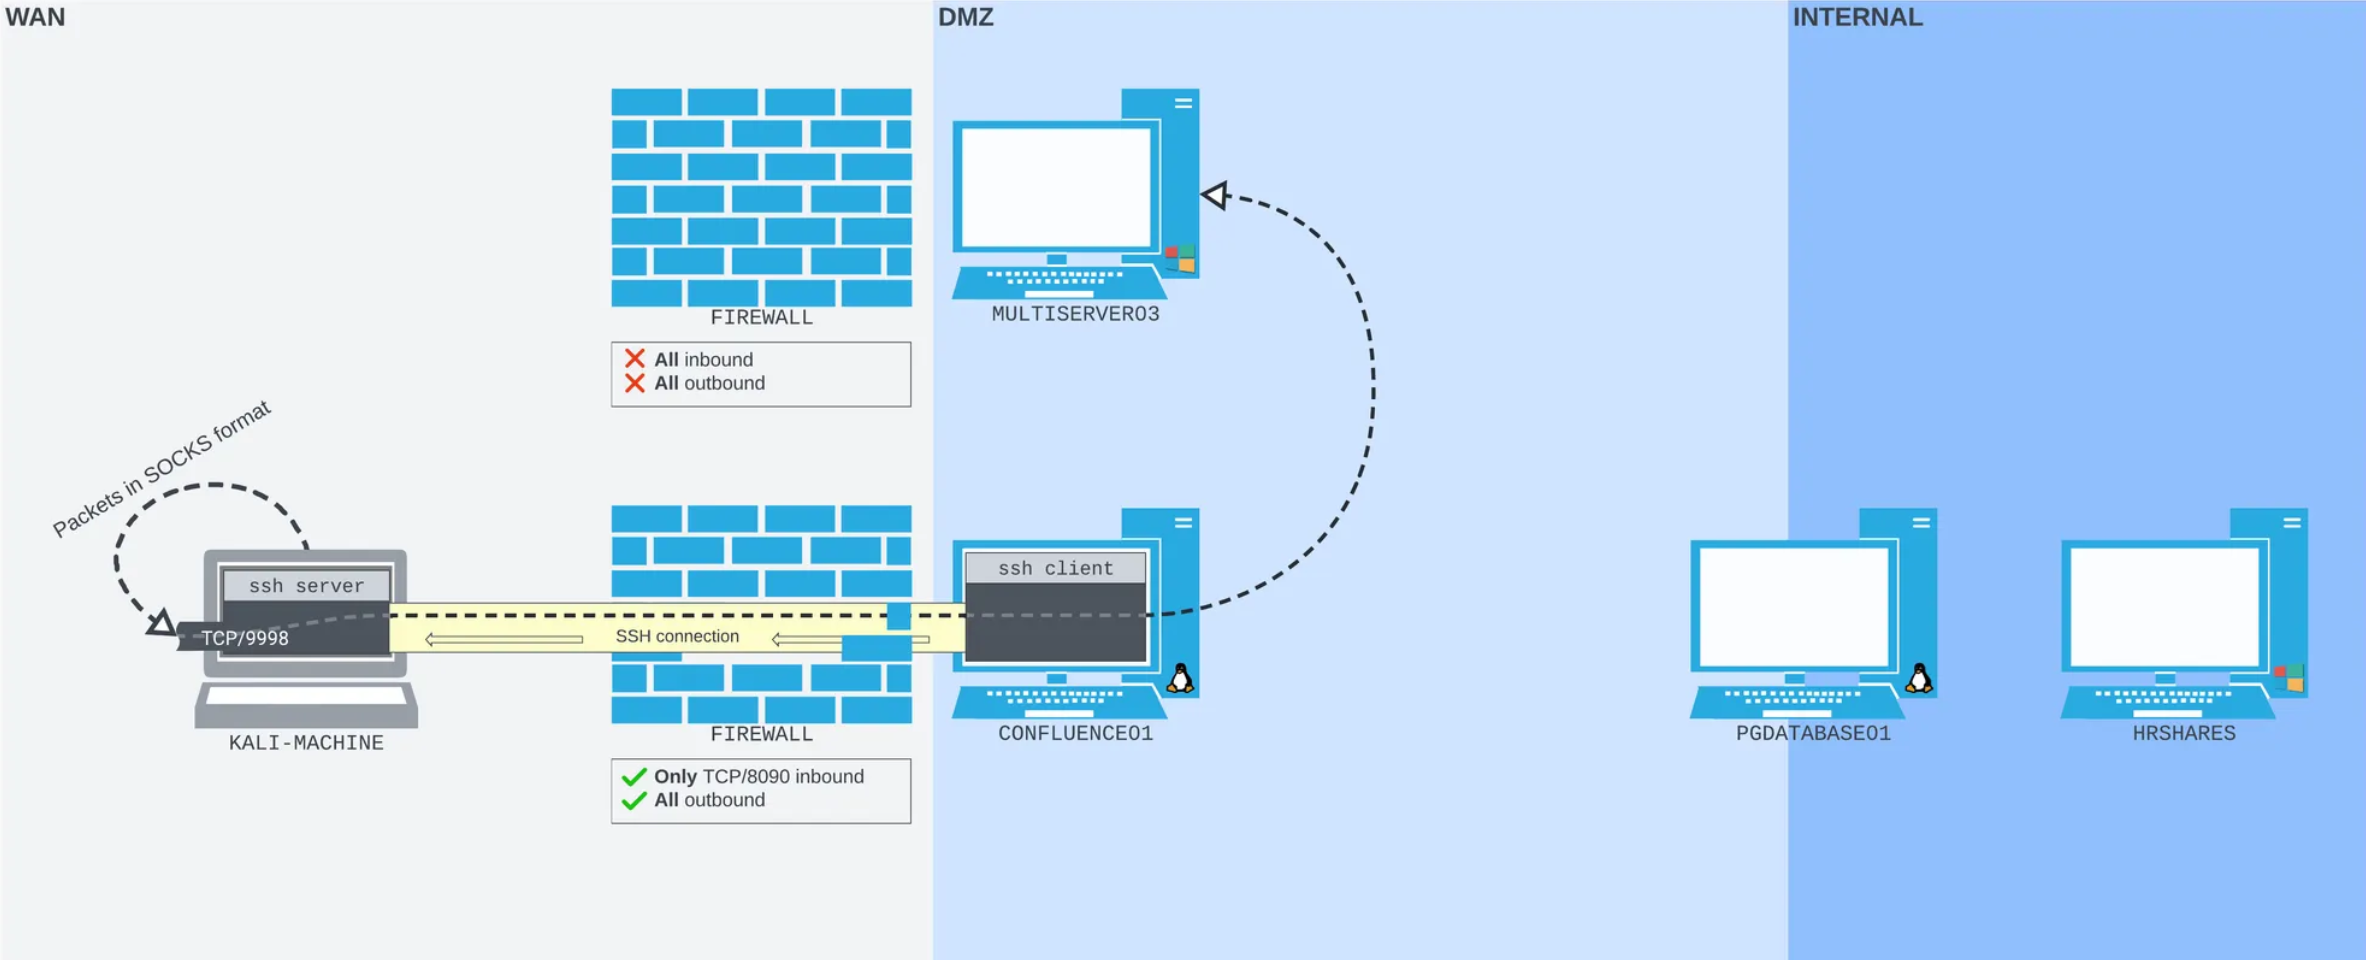 WAN
DMZ
INTERNAL
FIREWALL
MULTISERVER03
All inbound
All outbound
Packets in SOCKS format
ssh server
ssh client
TCP/9998
SSH connection
KALI-MACHINE
FIREWALL
CONFLUENCE01
PGDATABASE01
HRSHARES
Only TCP/8090 inbound
All outbound